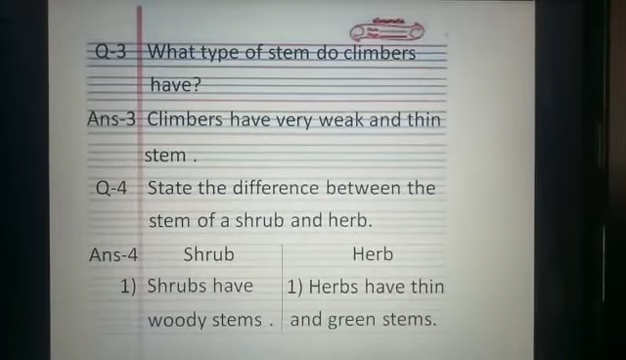 Q-3 What type of stem do climbers
have?
Ans-3 Climbers have very weak and thin
stem .
Q-4 State the difference between the
stem of a shrub and herb.
Ans-4 Shrub Herb
1) Shrubs have 1) Herbs have thin
woody stems . and green stems.